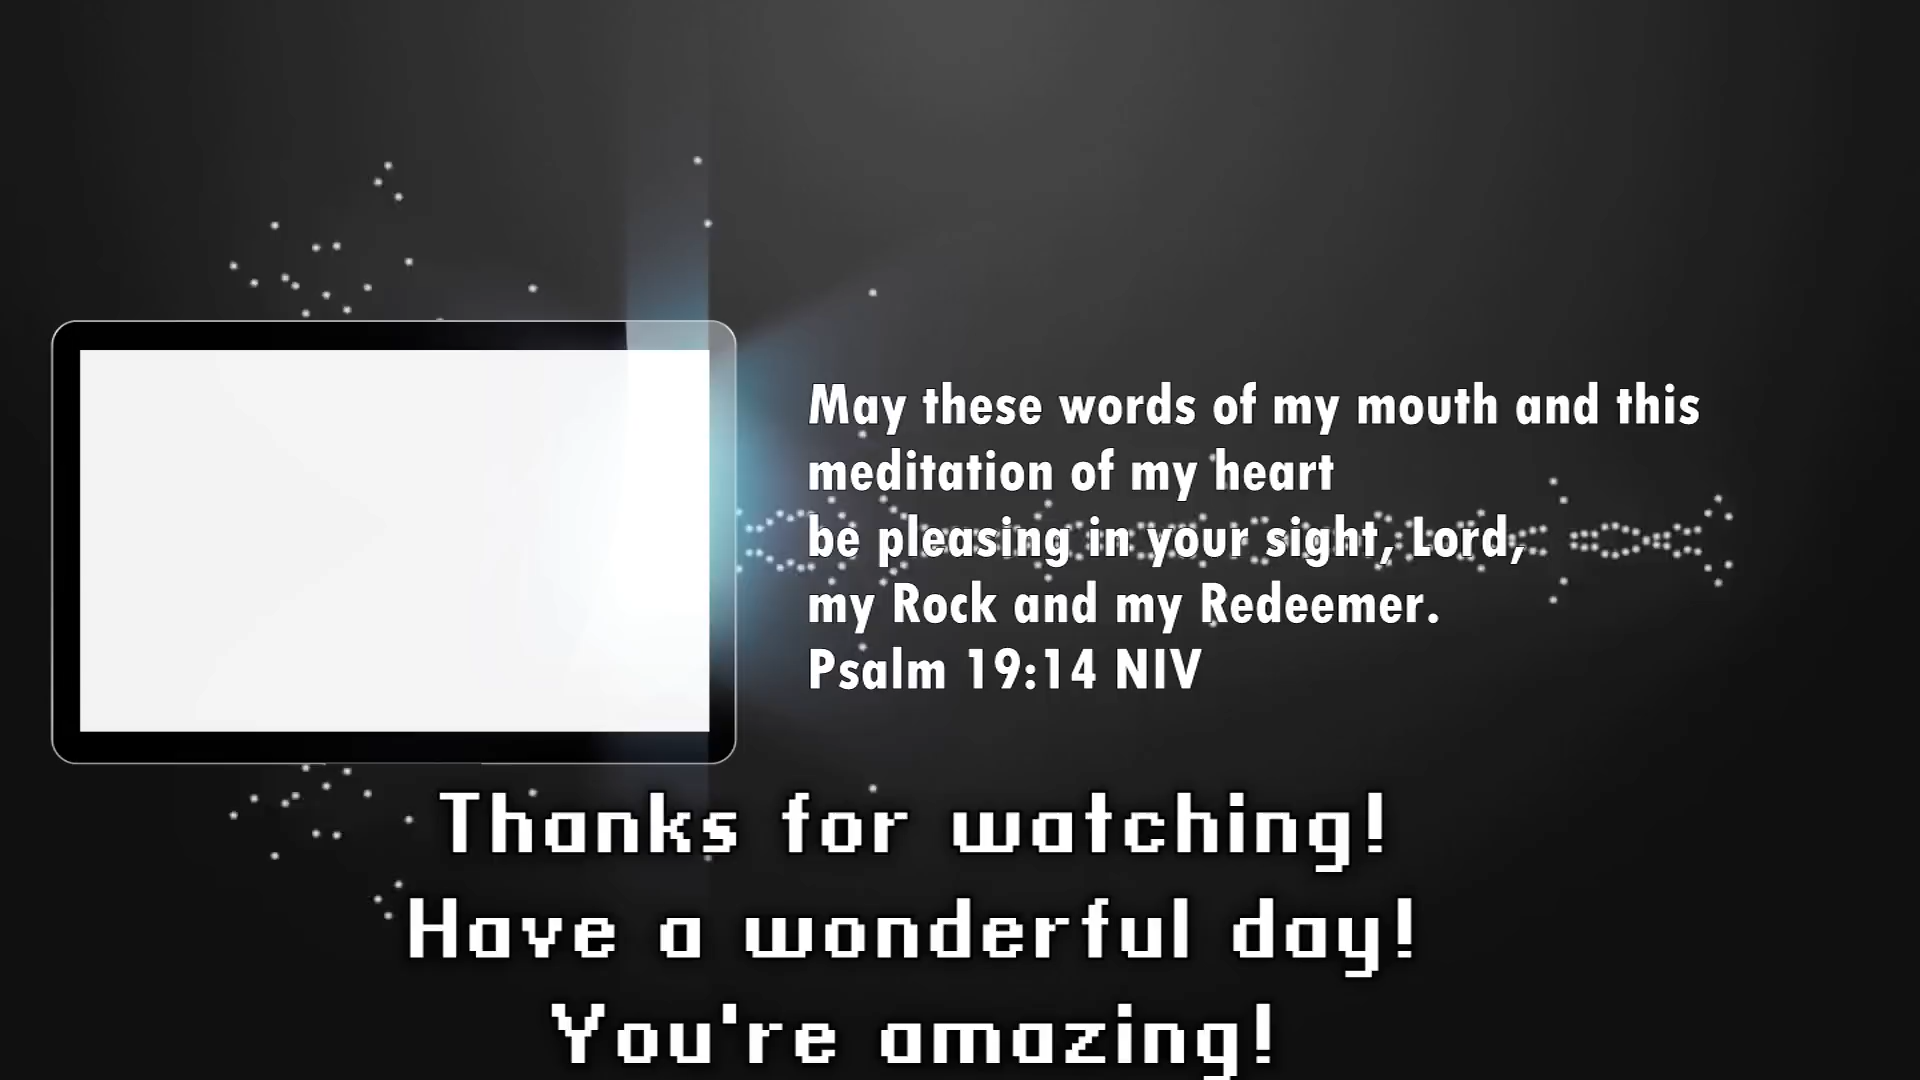 May these words of my mouth and this
meditation of my heart
be pleasing in your sight, Lord,
my Rock and my Redeemer.
Psalm 19:14 NIV
Thanks for watching!
Have a wonderful day!
You're amazing!